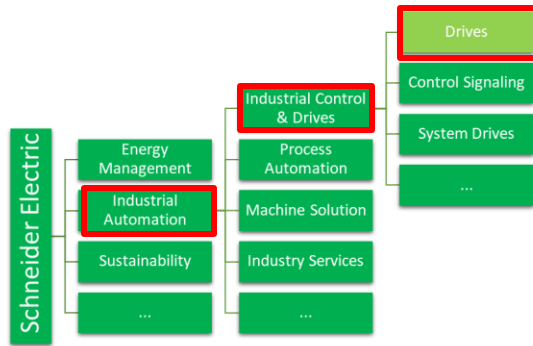 Schneider Electric
Energy
Management
Industrial
Automation
Sustainability
...
Industrial Control
& Drives
Process
Automation
Machine Solution
Industry Services
...
Drives
Control Signaling
System Drives
...